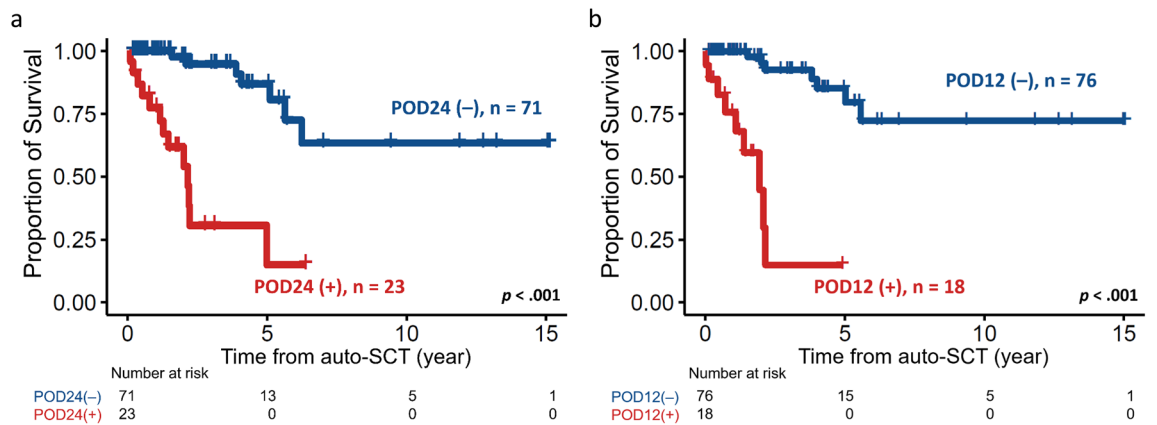 a
Proportion of Survival
1.00
0.75
0.50
0.25
0.00
POD24 (–), n = 71
POD24 (+), n = 23
p < .001
0 5 10 15
Time from auto-SCT (year)
Number at risk
POD24(–) 71 13 5 1
POD24(+) 23 0 0 0
b
Proportion of Survival
1.00
0.75
0.50
0.25
0.00
POD12 (–), n = 76
POD12 (+), n = 18
p < .001
0 5 10 15
Time from auto-SCT (year)
Number at risk
POD12(–) 76 15 5 1
POD12(+) 18 0 0 0